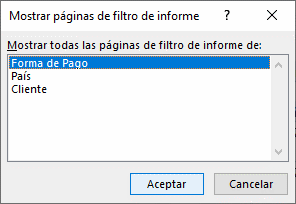 Mostrar páginas de filtro de informe
Mostrar todas las páginas de filtro de informe de:
Forma de Pago
País
Cliente
Aceptar
Cancelar